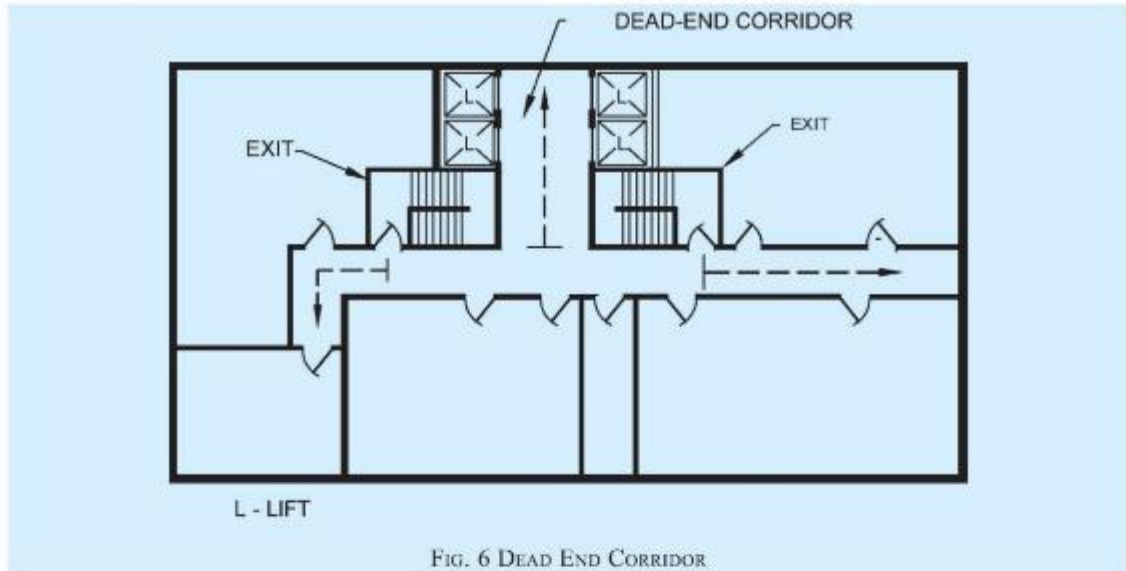 DEAD-END CORRIDOR
L
L
L
L
EXIT
EXIT
L - LIFT
FIG. 6 DEAD END CORRIDOR